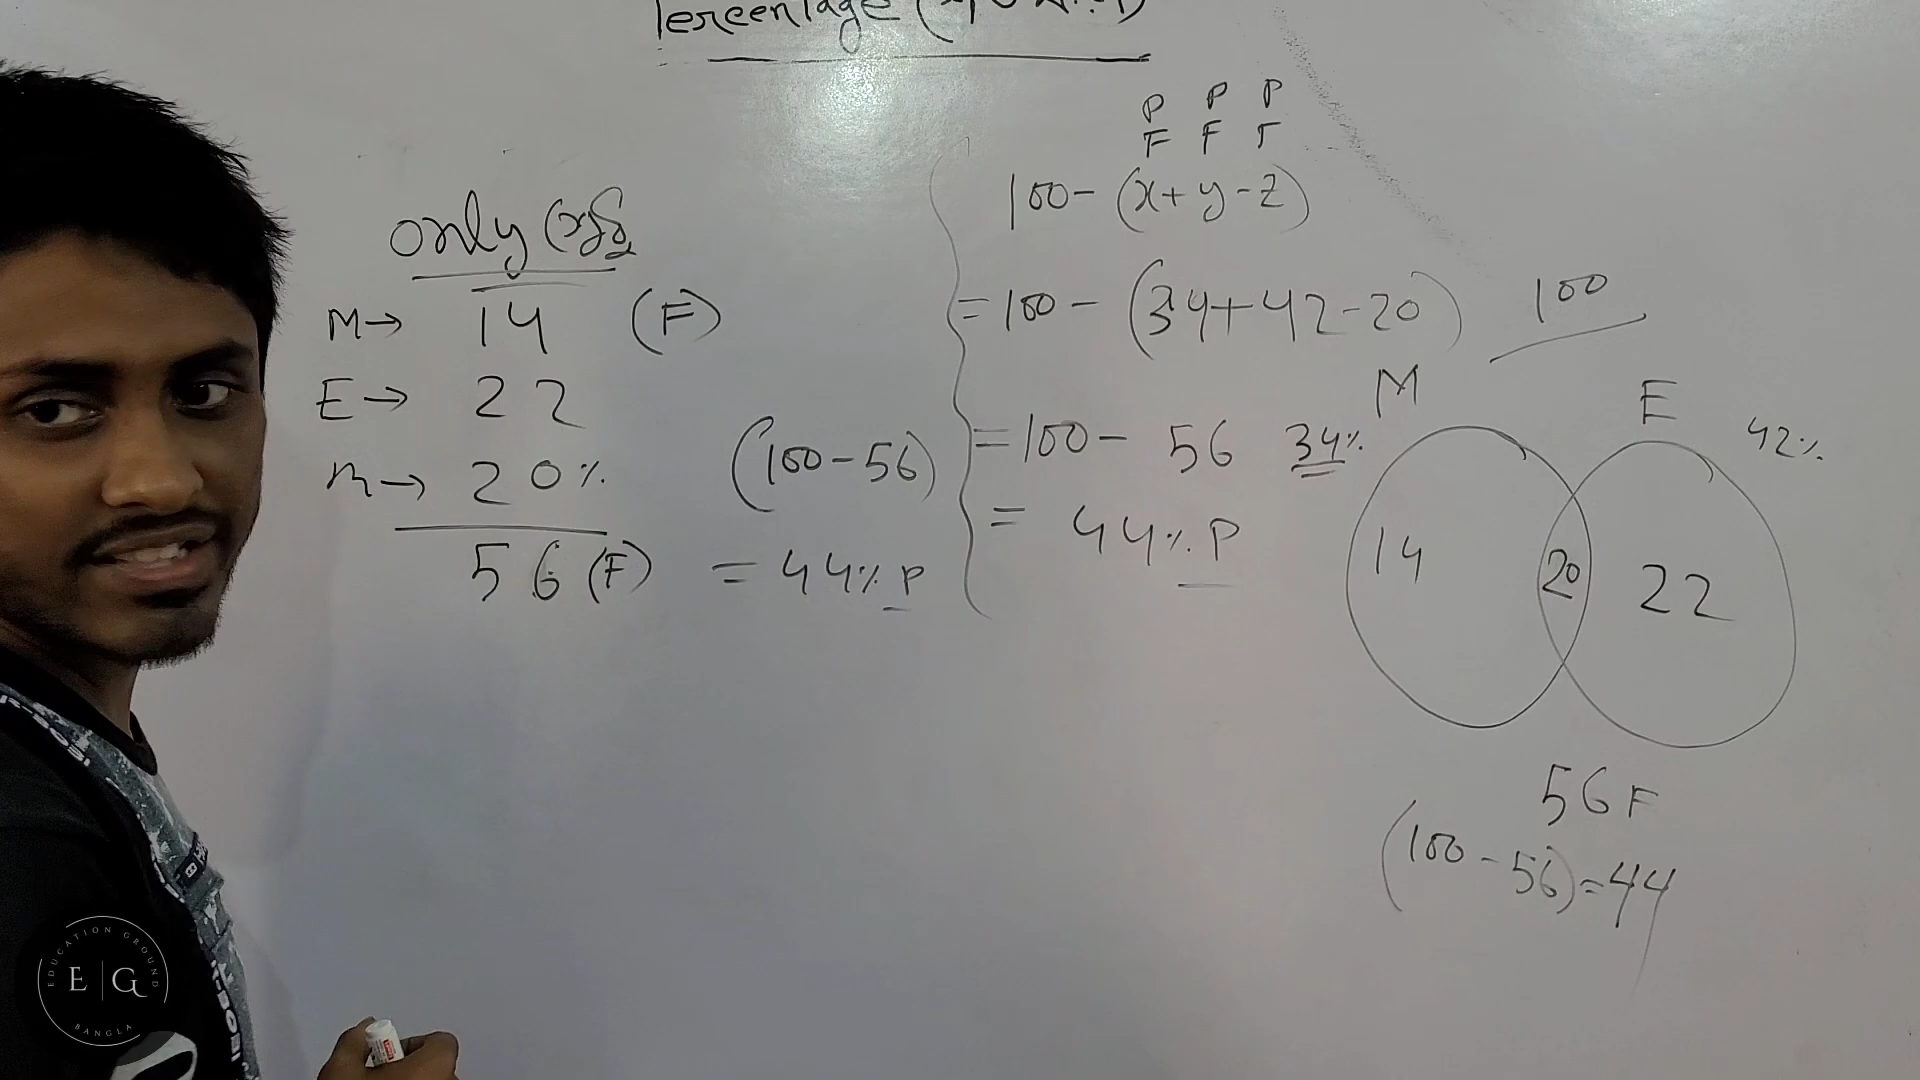 Percentage
only
M→ 14 (F)
E→ 22
n→ 20%
56 (F)
(100-56)
= 44% P
P P P
F F F
100- (x+y-z)
= 100 - (34+42-20)
= 100 - 56
= 44% P
100
M E
34% 42%
14 20 22
56 F
(100 - 56) = 44
EDUCATION GROUND
E|G
BANGLA